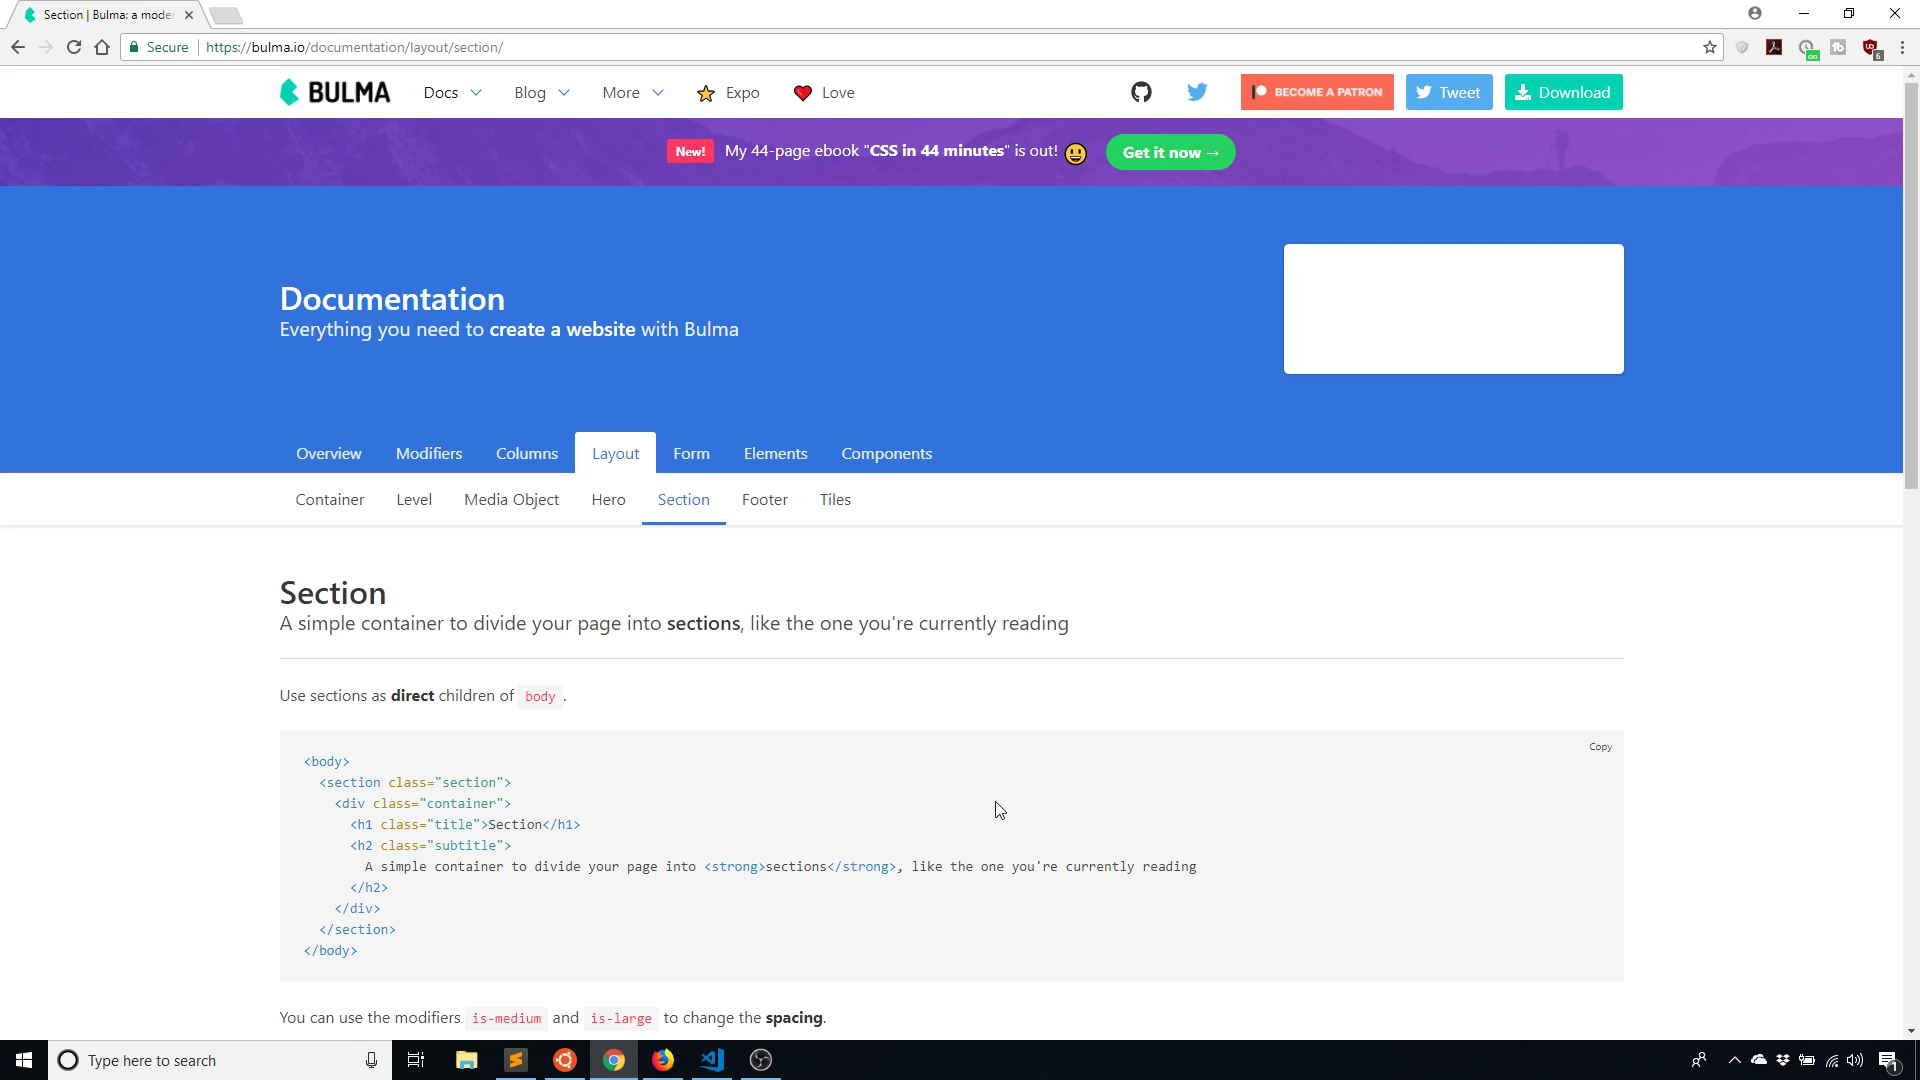 Section | Bulma: a moder
Secure https://bulma.io/documentation/layout/section/
on
tb
6
BULMA Docs Blog More Expo Love BECOME A PATRON Tweet Download
New! My 44-page ebook "CSS in 44 minutes" is out! Get it now →
Documentation
Everything you need to create a website with Bulma
Overview Modifiers Columns Layout Form Elements Components
Container Level Media Object Hero Section Footer Tiles
Section
A simple container to divide your page into sections, like the one you're currently reading
Use sections as direct children of body .
Copy
<body>
<section class="section">
<div class="container">
<h1 class="title">Section</h1>
<h2 class="subtitle">
A simple container to divide your page into <strong>sections</strong>, like the one you're currently reading
</h2>
</div>
</section>
</body>
You can use the modifiers is-medium and is-large to change the spacing.
Type here to search
1